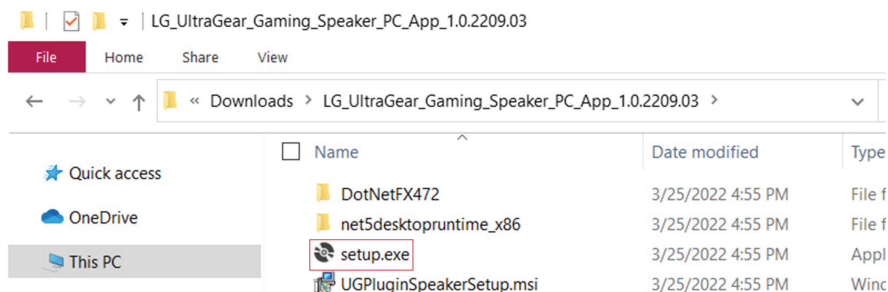 LG_UltraGear_Gaming_Speaker_PC_App_1.0.2209.03
File Home Share View
« Downloads > LG_UltraGear_Gaming_Speaker_PC_App_1.0.2209.03 >
Name Date modified Type
Quick access
DotNetFX472 3/25/2022 4:55 PM File f
OneDrive
net5desktopruntime_x86 3/25/2022 4:55 PM File f
This PC
setup.exe 3/25/2022 4:55 PM Appl
UGPluginSpeakerSetup.msi 3/25/2022 4:55 PM Wind